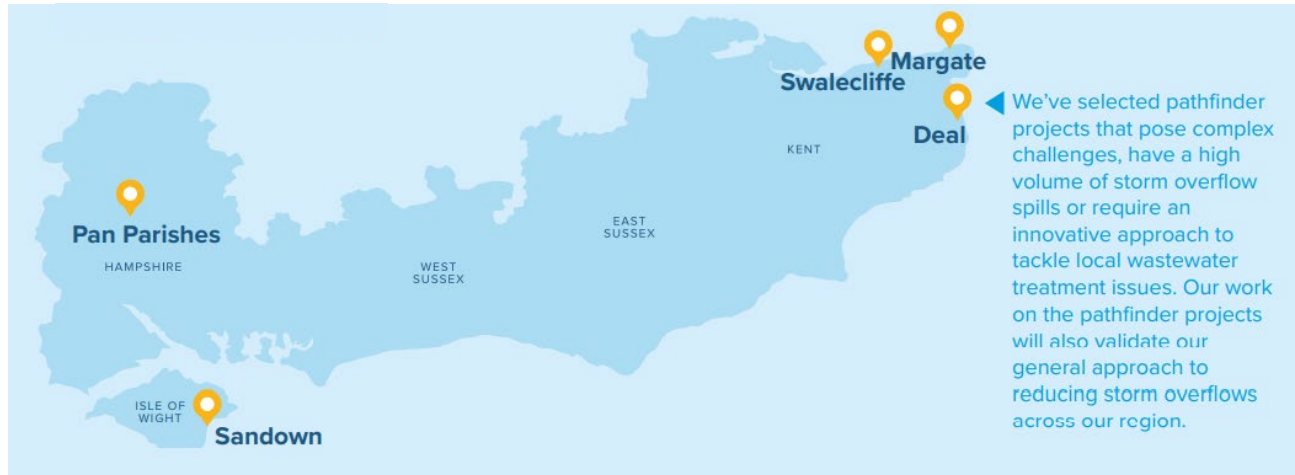 Margate
Swalecliffe
Deal
KENT
Pan Parishes
HAMPSHIRE
EAST
SUSSEX
WEST
SUSSEX
ISLE OF
WIGHT
Sandown
We've selected pathfinder
projects that pose complex
challenges, have a high
volume of storm overflow
spills or require an
innovative approach to
tackle local wastewater
treatment issues. Our work
on the pathfinder projects
will also validate our
general approach to
reducing storm overflows
across our region.